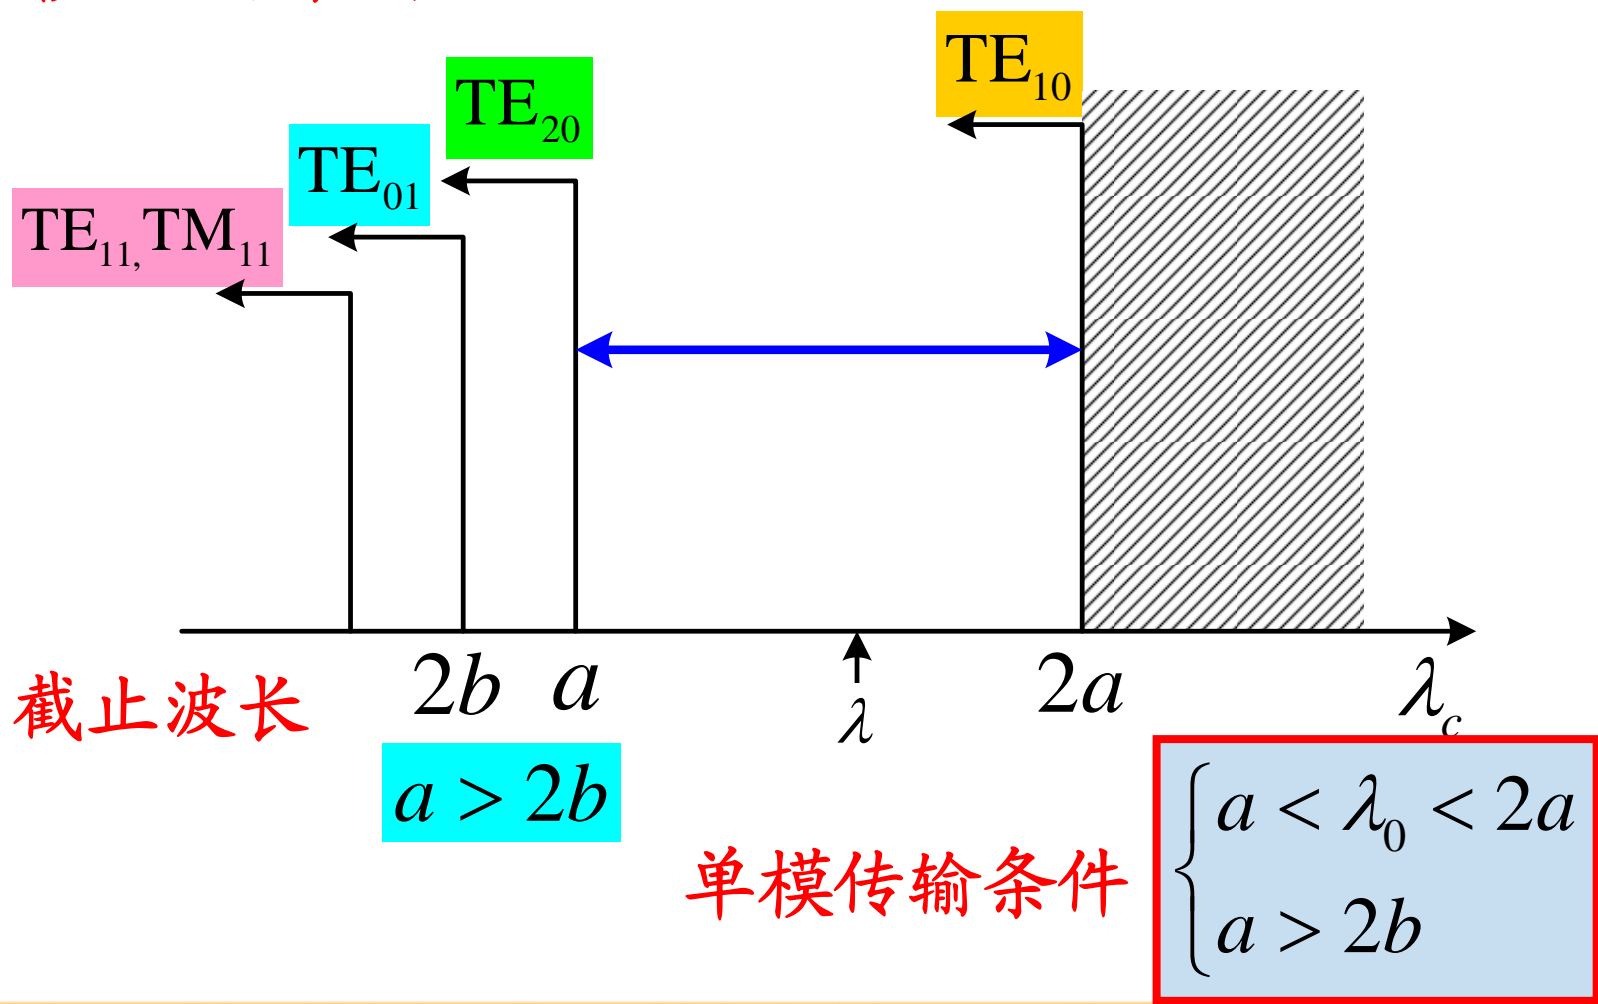 TE₁₀
TE₂₀
TE₀₁
TE₁₁,TM₁₁
2b a λ 2a λc
截止波长
a > 2b
单模传输条件
a < λ₀ < 2a
a > 2b